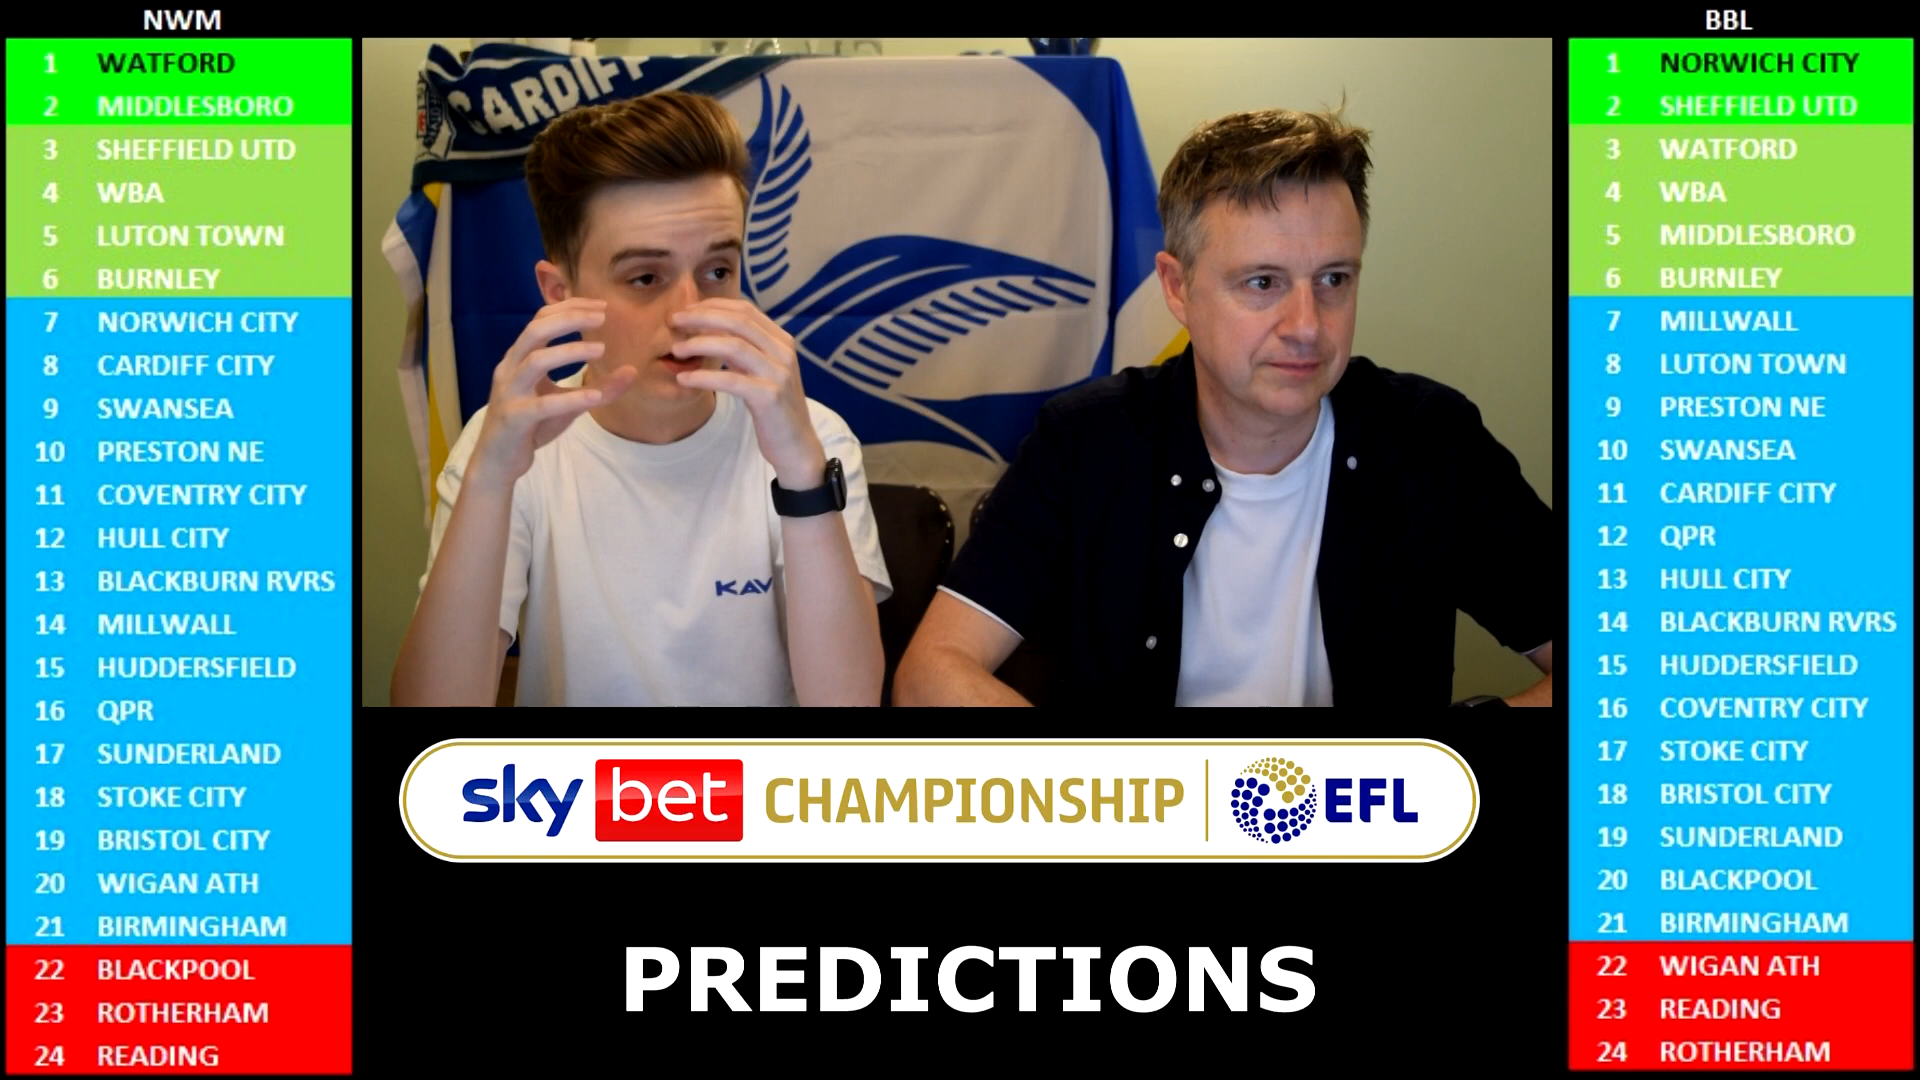 NWM
1 WATFORD
2 MIDDLESBORO
3 SHEFFIELD UTD
4 WBA
5 LUTON TOWN
6 BURNLEY
7 NORWICH CITY
8 CARDIFF CITY
9 SWANSEA
10 PRESTON NE
11 COVENTRY CITY
12 HULL CITY
13 BLACKBURN RVRS
14 MILLWALL
15 HUDDERSFIELD
16 QPR
17 SUNDERLAND
18 STOKE CITY
19 BRISTOL CITY
20 WIGAN ATH
21 BIRMINGHAM
22 BLACKPOOL
23 ROTHERHAM
24 READING
CARDIFF
KAV
sky bet CHAMPIONSHIP EFL
PREDICTIONS
BBL
1 NORWICH CITY
2 SHEFFIELD UTD
3 WATFORD
4 WBA
5 MIDDLESBORO
6 BURNLEY
7 MILLWALL
8 LUTON TOWN
9 PRESTON NE
10 SWANSEA
11 CARDIFF CITY
12 QPR
13 HULL CITY
14 BLACKBURN RVRS
15 HUDDERSFIELD
16 COVENTRY CITY
17 STOKE CITY
18 BRISTOL CITY
19 SUNDERLAND
20 BLACKPOOL
21 BIRMINGHAM
22 WIGAN ATH
23 READING
24 ROTHERHAM